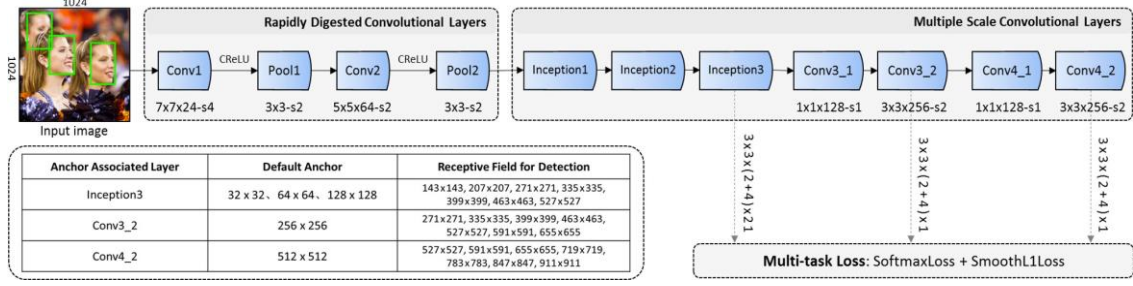 1024
1024
Input image
Rapidly Digested Convolutional Layers
Conv1
CReLU
Pool1
Conv2
CReLU
Pool2
7x7x24-s4
3x3-s2
5x5x64-s2
3x3-s2
Multiple Scale Convolutional Layers
Inception1
Inception2
Inception3
Conv3_1
Conv3_2
Conv4_1
Conv4_2
1x1x128-s1
3x3x256-s2
1x1x128-s1
3x3x256-s2
3x3x(2+4)x21
3x3x(2+4)x1
3x3x(2+4)x1
Anchor Associated Layer Default Anchor Receptive Field for Detection
Inception3 32 x 32、64 x 64、128 x 128 143x143, 207x207, 271x271, 335x335,
399x399, 463x463, 527x527
Conv3_2 256 x 256 271x271, 335x335, 399x399, 463x463,
527x527, 591x591, 655x655
Conv4_2 512 x 512 527x527, 591x591, 655x655, 719x719,
783x783, 847x847, 911x911
Multi-task Loss: SoftmaxLoss + SmoothL1Loss